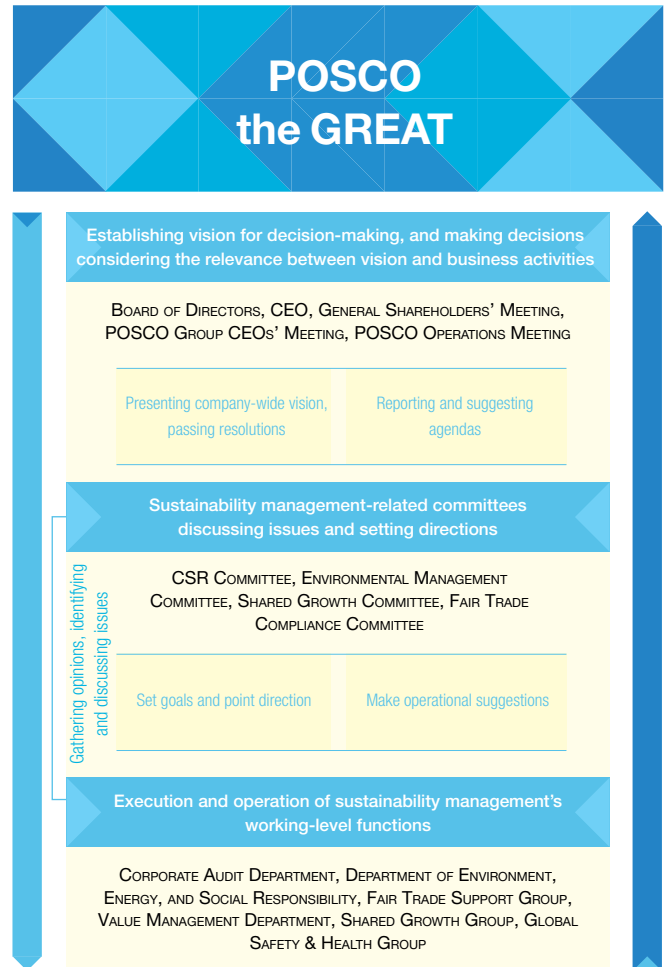 POSCO
the GREAT
Establishing vision for decision-making, and making decisions
considering the relevance between vision and business activities
Board of Directors, CEO, General Shareholders' Meeting,
POSCO Group CEOs' Meeting, POSCO Operations Meeting
Presenting company-wide vision,
passing resolutions
Reporting and suggesting
agendas
Sustainability management-related committees
discussing issues and setting directions
Gathering opinions, identifying
and discussing issues
CSR Committee, Environmental Management
Committee, Shared Growth Committee, Fair Trade
Compliance Committee
Set goals and point direction
Make operational suggestions
Execution and operation of sustainability management's
working-level functions
Corporate Audit Department, Department of Environment,
Energy, and Social Responsibility, Fair Trade Support Group,
Value Management Department, Shared Growth Group, Global
Safety & Health Group